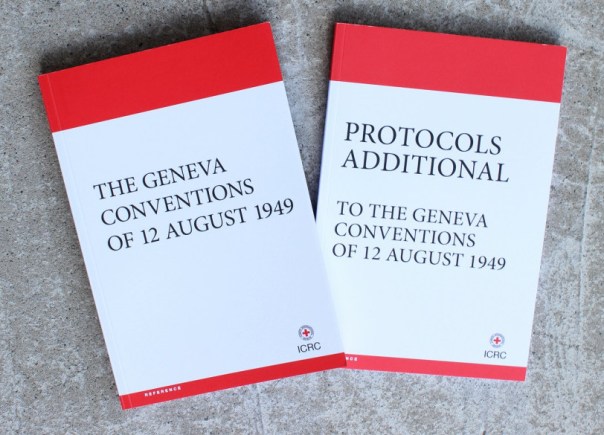 THE GENEVA
CONVENTIONS
OF 12 AUGUST 1949
ICRC
REFERENCE
PROTOCOLS
ADDITIONAL
TO THE GENEVA
CONVENTIONS
OF 12 AUGUST 1949
ICRC